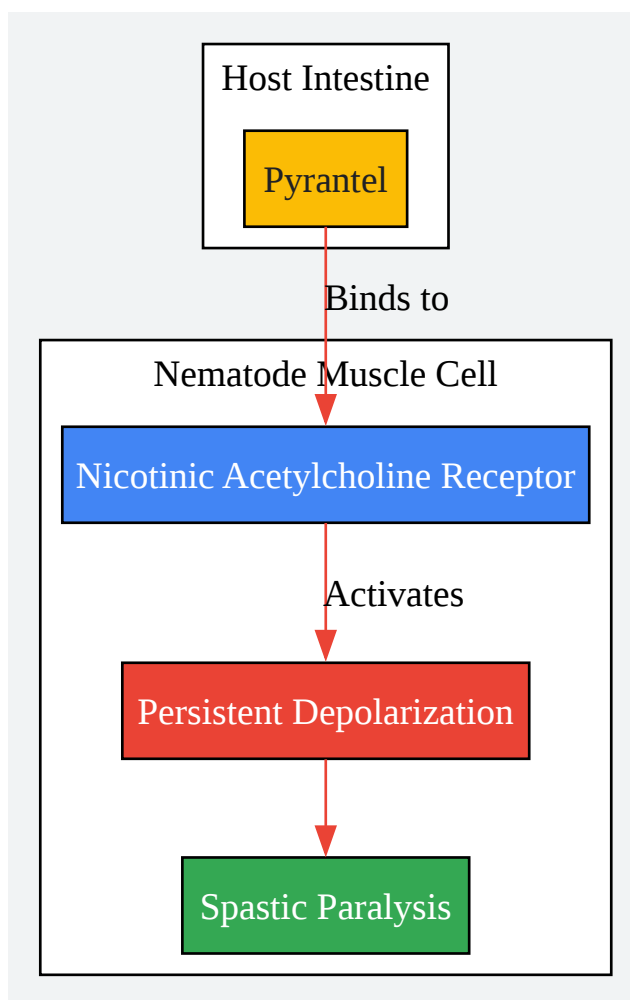 Host Intestine
Pyrantel
Binds to
Nematode Muscle Cell
Nicotinic Acetylcholine Receptor
Activates
Persistent Depolarization
Spastic Paralysis